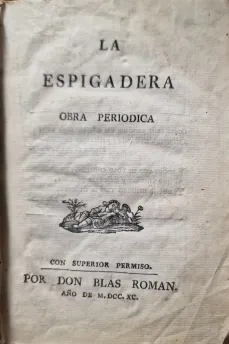 LA
ESPIGADERA
OBRA PERIODICA
CON SUPERIOR PERMISO.
POR DON BLAS ROMAN.
AÑO DE M.DCC.XC.